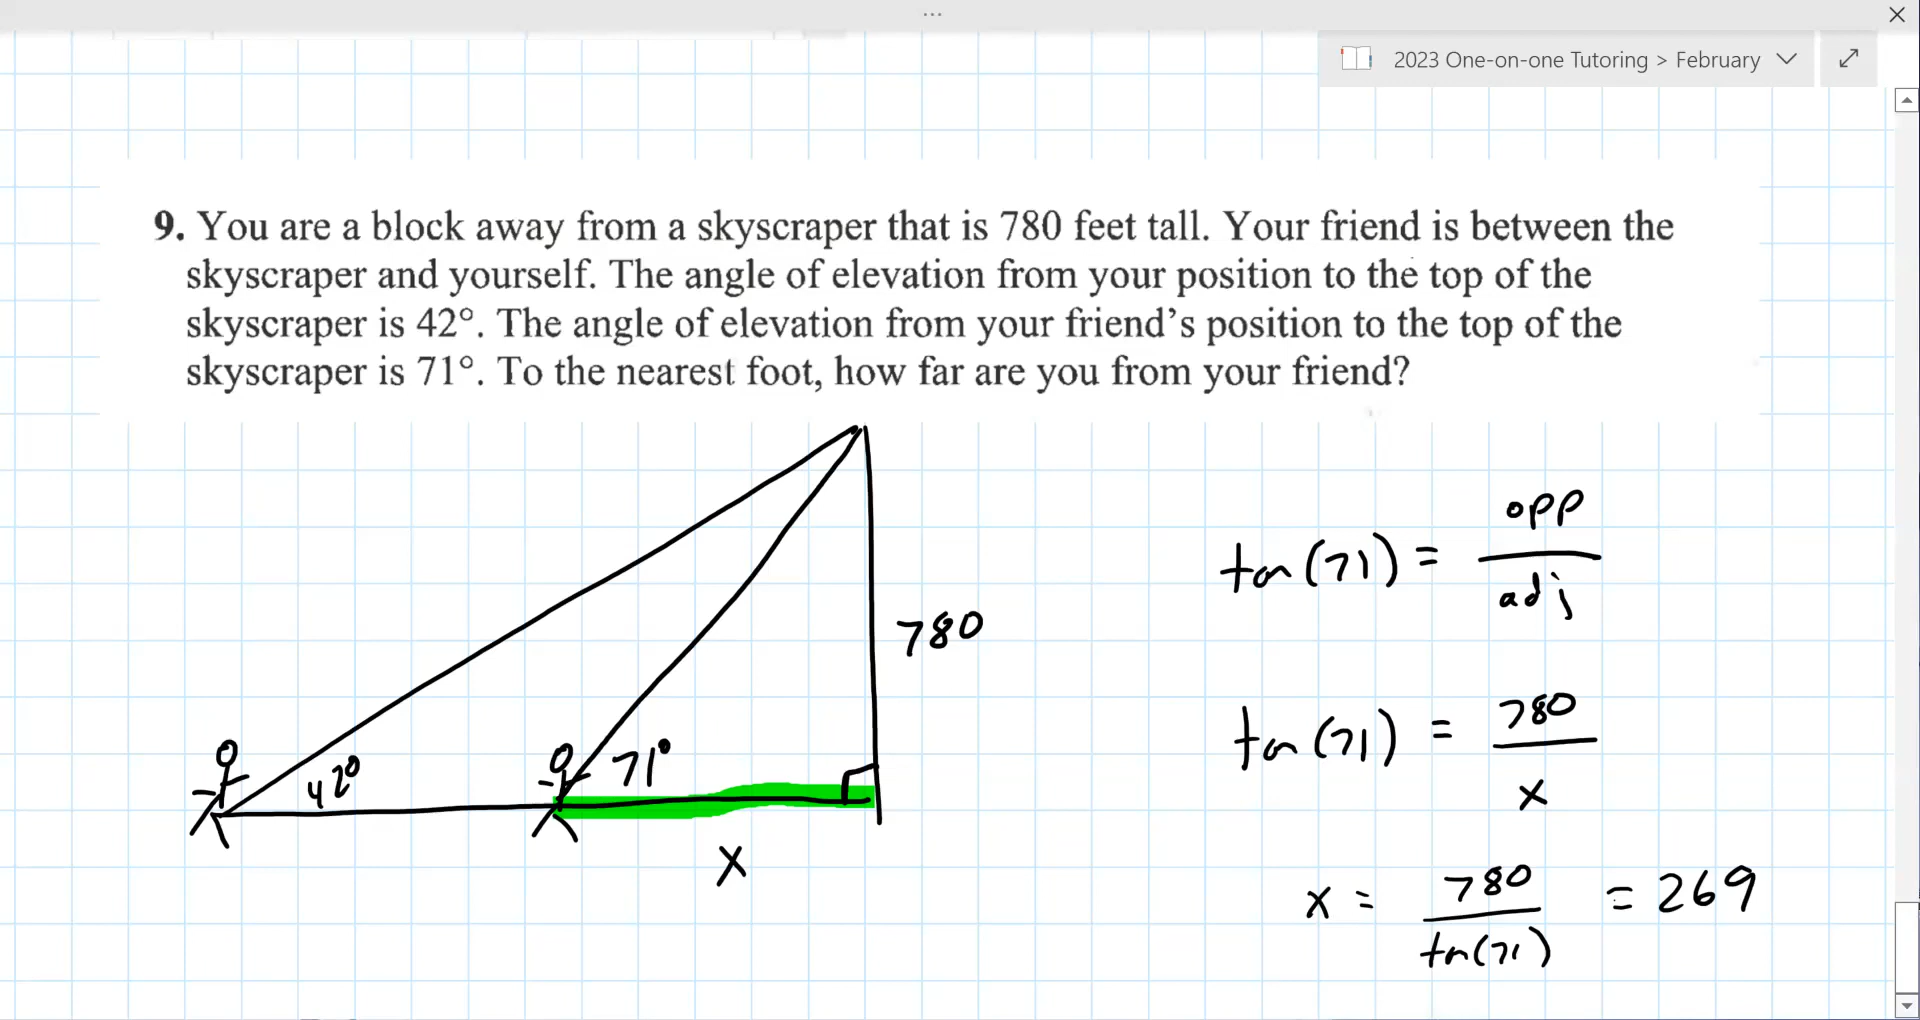 2023 One-on-one Tutoring > February
9. You are a block away from a skyscraper that is 780 feet tall. Your friend is between the
skyscraper and yourself. The angle of elevation from your position to the top of the
skyscraper is 42°. The angle of elevation from your friend’s position to the top of the
skyscraper is 71°. To the nearest foot, how far are you from your friend?
42°
71°
780
x
tan(71) = opp
adj
tan(71) = 780
x
x = 780 = 269
tan(71)